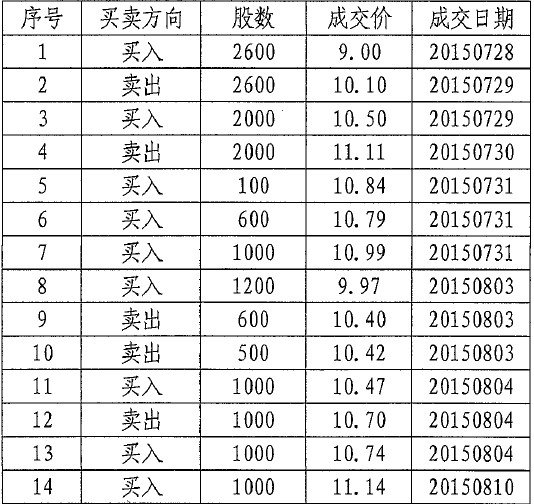 序号 买卖方向 股数 成交价 成交日期
1 买入 2600 9.00 20150728
2 卖出 2600 10.10 20150729
3 买入 2000 10.50 20150729
4 卖出 2000 11.11 20150730
5 买入 100 10.84 20150731
6 买入 600 10.79 20150731
7 买入 1000 10.99 20150731
8 买入 1200 9.97 20150803
9 卖出 600 10.40 20150803
10 卖出 500 10.42 20150803
11 买入 1000 10.47 20150804
12 卖出 1000 10.70 20150804
13 买入 1000 10.74 20150804
14 买入 1000 11.14 20150810